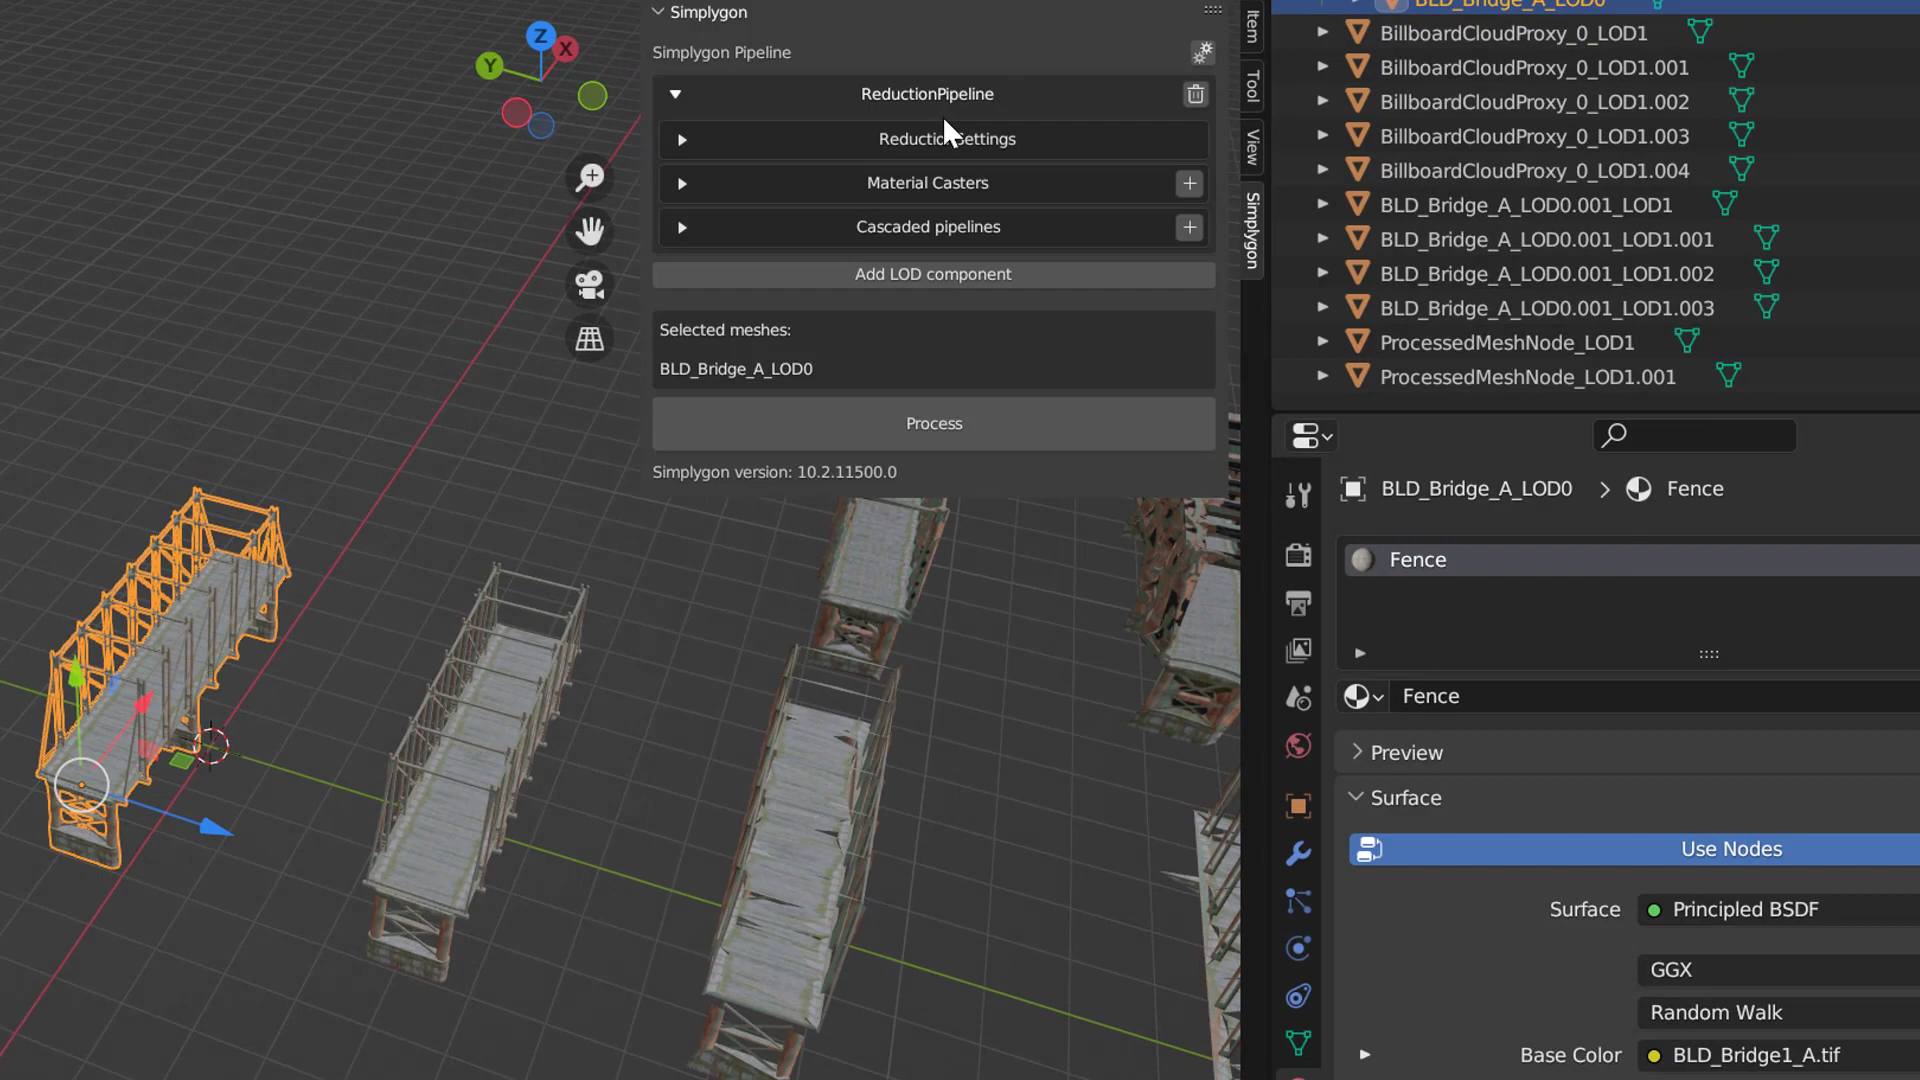 Simplygon
Simplygon Pipeline
ReductionPipeline
Reduction Settings
Material Casters
Cascaded pipelines
Add LOD component
Selected meshes:
BLD_Bridge_A_LOD0
Process
Simplygon version: 10.2.11500.0
Z
X
Y
Item
Tool
View
Simplygon
BLD_Bridge_A_LOD0
BillboardCloudProxy_0_LOD1
BillboardCloudProxy_0_LOD1.001
BillboardCloudProxy_0_LOD1.002
BillboardCloudProxy_0_LOD1.003
BillboardCloudProxy_0_LOD1.004
BLD_Bridge_A_LOD0.001_LOD1
BLD_Bridge_A_LOD0.001_LOD1.001
BLD_Bridge_A_LOD0.001_LOD1.002
BLD_Bridge_A_LOD0.001_LOD1.003
ProcessedMeshNode_LOD1
ProcessedMeshNode_LOD1.001
BLD_Bridge_A_LOD0 > Fence
Fence
Fence
Preview
Surface
Use Nodes
Surface Principled BSDF
GGX
Random Walk
Base Color BLD_Bridge1_A.tif